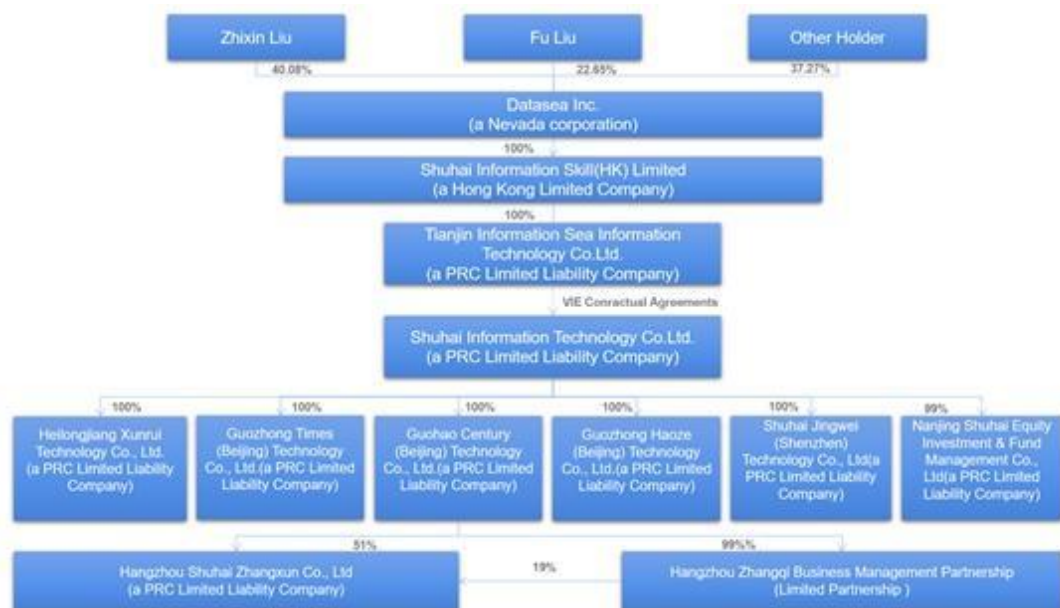 Zhixin Liu
Fu Liu
Other Holder
40.08%
22.65%
37.27%
Datasea Inc.
(a Nevada corporation)
100%
Shuhai Information Skill(HK) Limited
(a Hong Kong Limited Company)
100%
Tianjin Information Sea Information
Technology Co.Ltd.
(a PRC Limited Liability Company)
VIE Conractual Agreements
Shuhai Information Technology Co.Ltd.
(a PRC Limited Liability Company)
100%
100%
100%
100%
100%
99%
Heilongjiang Xunrui
Technology Co., Ltd.
(a PRC Limited Liability
Company)
Guozhong Times
(Beijing) Technology
Co., Ltd.(a PRC Limited
Liability Company)
Guohao Century
(Beijing) Technology
Co., Ltd.(a PRC Limited
Liability Company)
Guozhong Haoze
(Beijing) Technology
Co., Ltd.(a PRC Limited
Liability Company)
Shuhai Jingwei
(Shenzhen)
Technology Co., Ltd(a
PRC Limited Liability
Company)
Nanjing Shuhai Equity
Investment & Fund
Management Co.,
Ltd(a PRC Limited
Liability Company)
51%
99%%
Hangzhou Shuhai Zhangxun Co., Ltd
(a PRC Limited Liability Company)
19%
Hangzhou Zhangqi Business Management Partnership
(Limited Partnership )